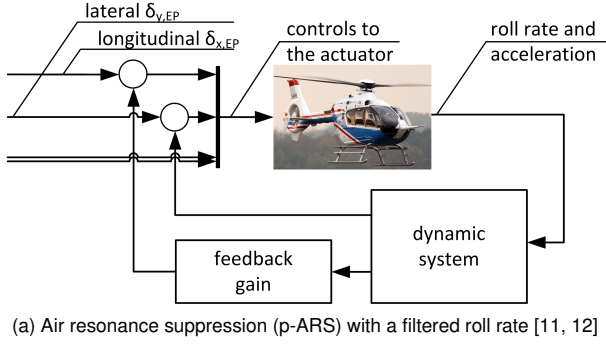 lateral δy,EP
longitudinal δx,EP
controls to
the actuator
roll rate and
acceleration
dynamic
system
feedback
gain
(a) Air resonance suppression (p-ARS) with a filtered roll rate [11, 12]